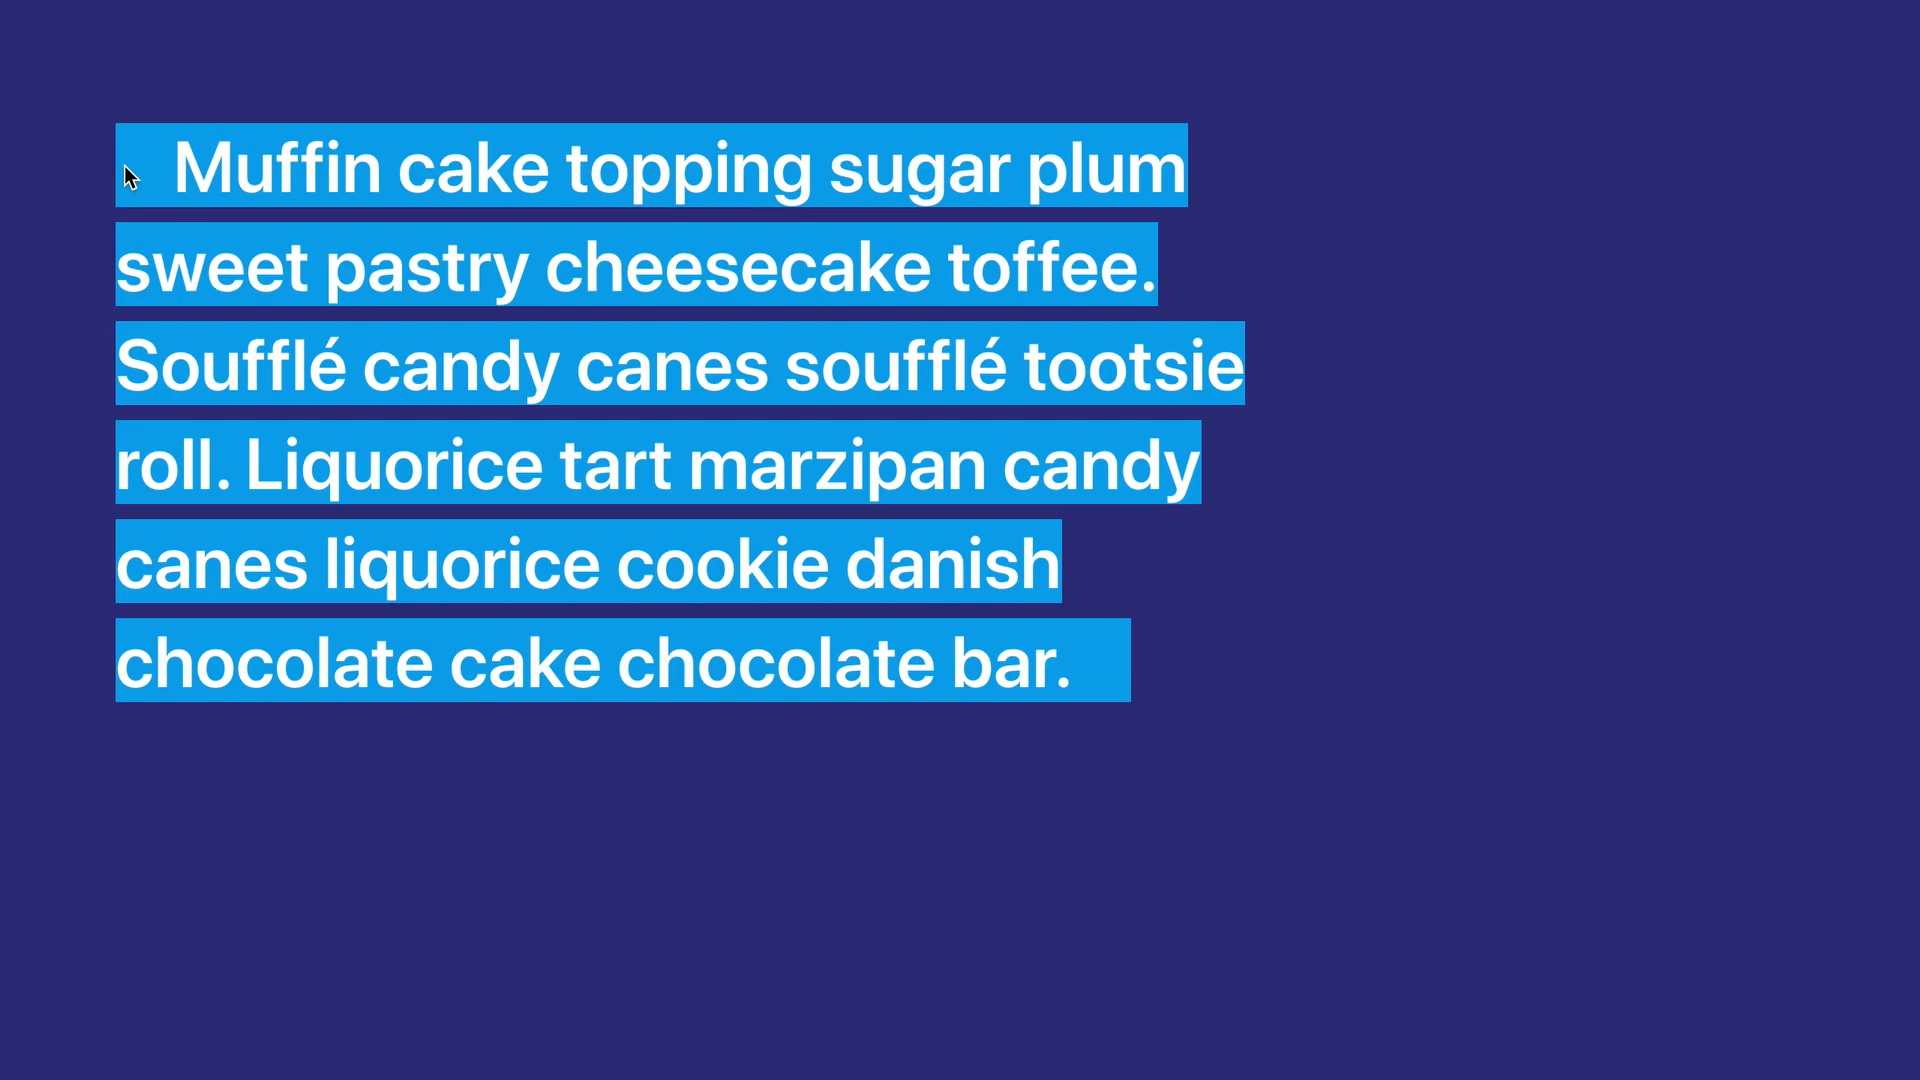 Muffin cake topping sugar plum
sweet pastry cheesecake toffee.
Soufflé candy canes soufflé tootsie
roll. Liquorice tart marzipan candy
canes liquorice cookie danish
chocolate cake chocolate bar.